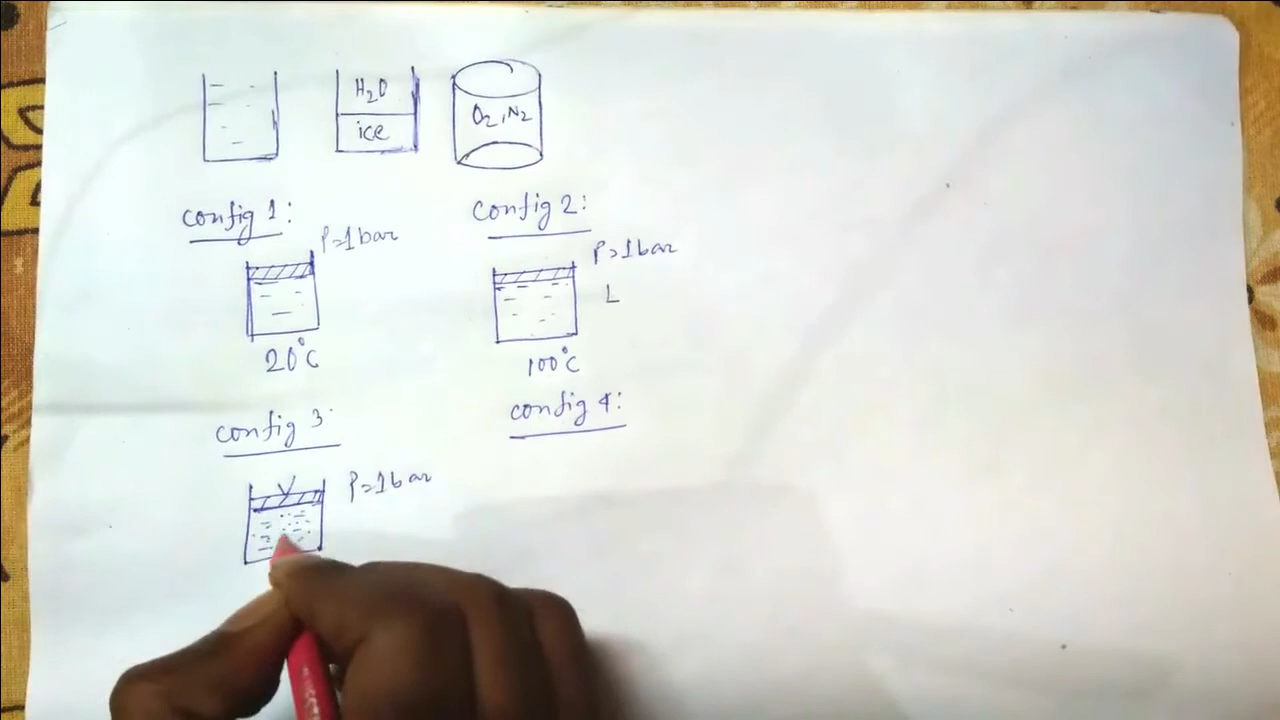 H₂O
ice
O₂, N₂
config 1:
config 2:
P=1bar
P=1bar
L
20°C
100°C
config 3
config 4:
P=1bar